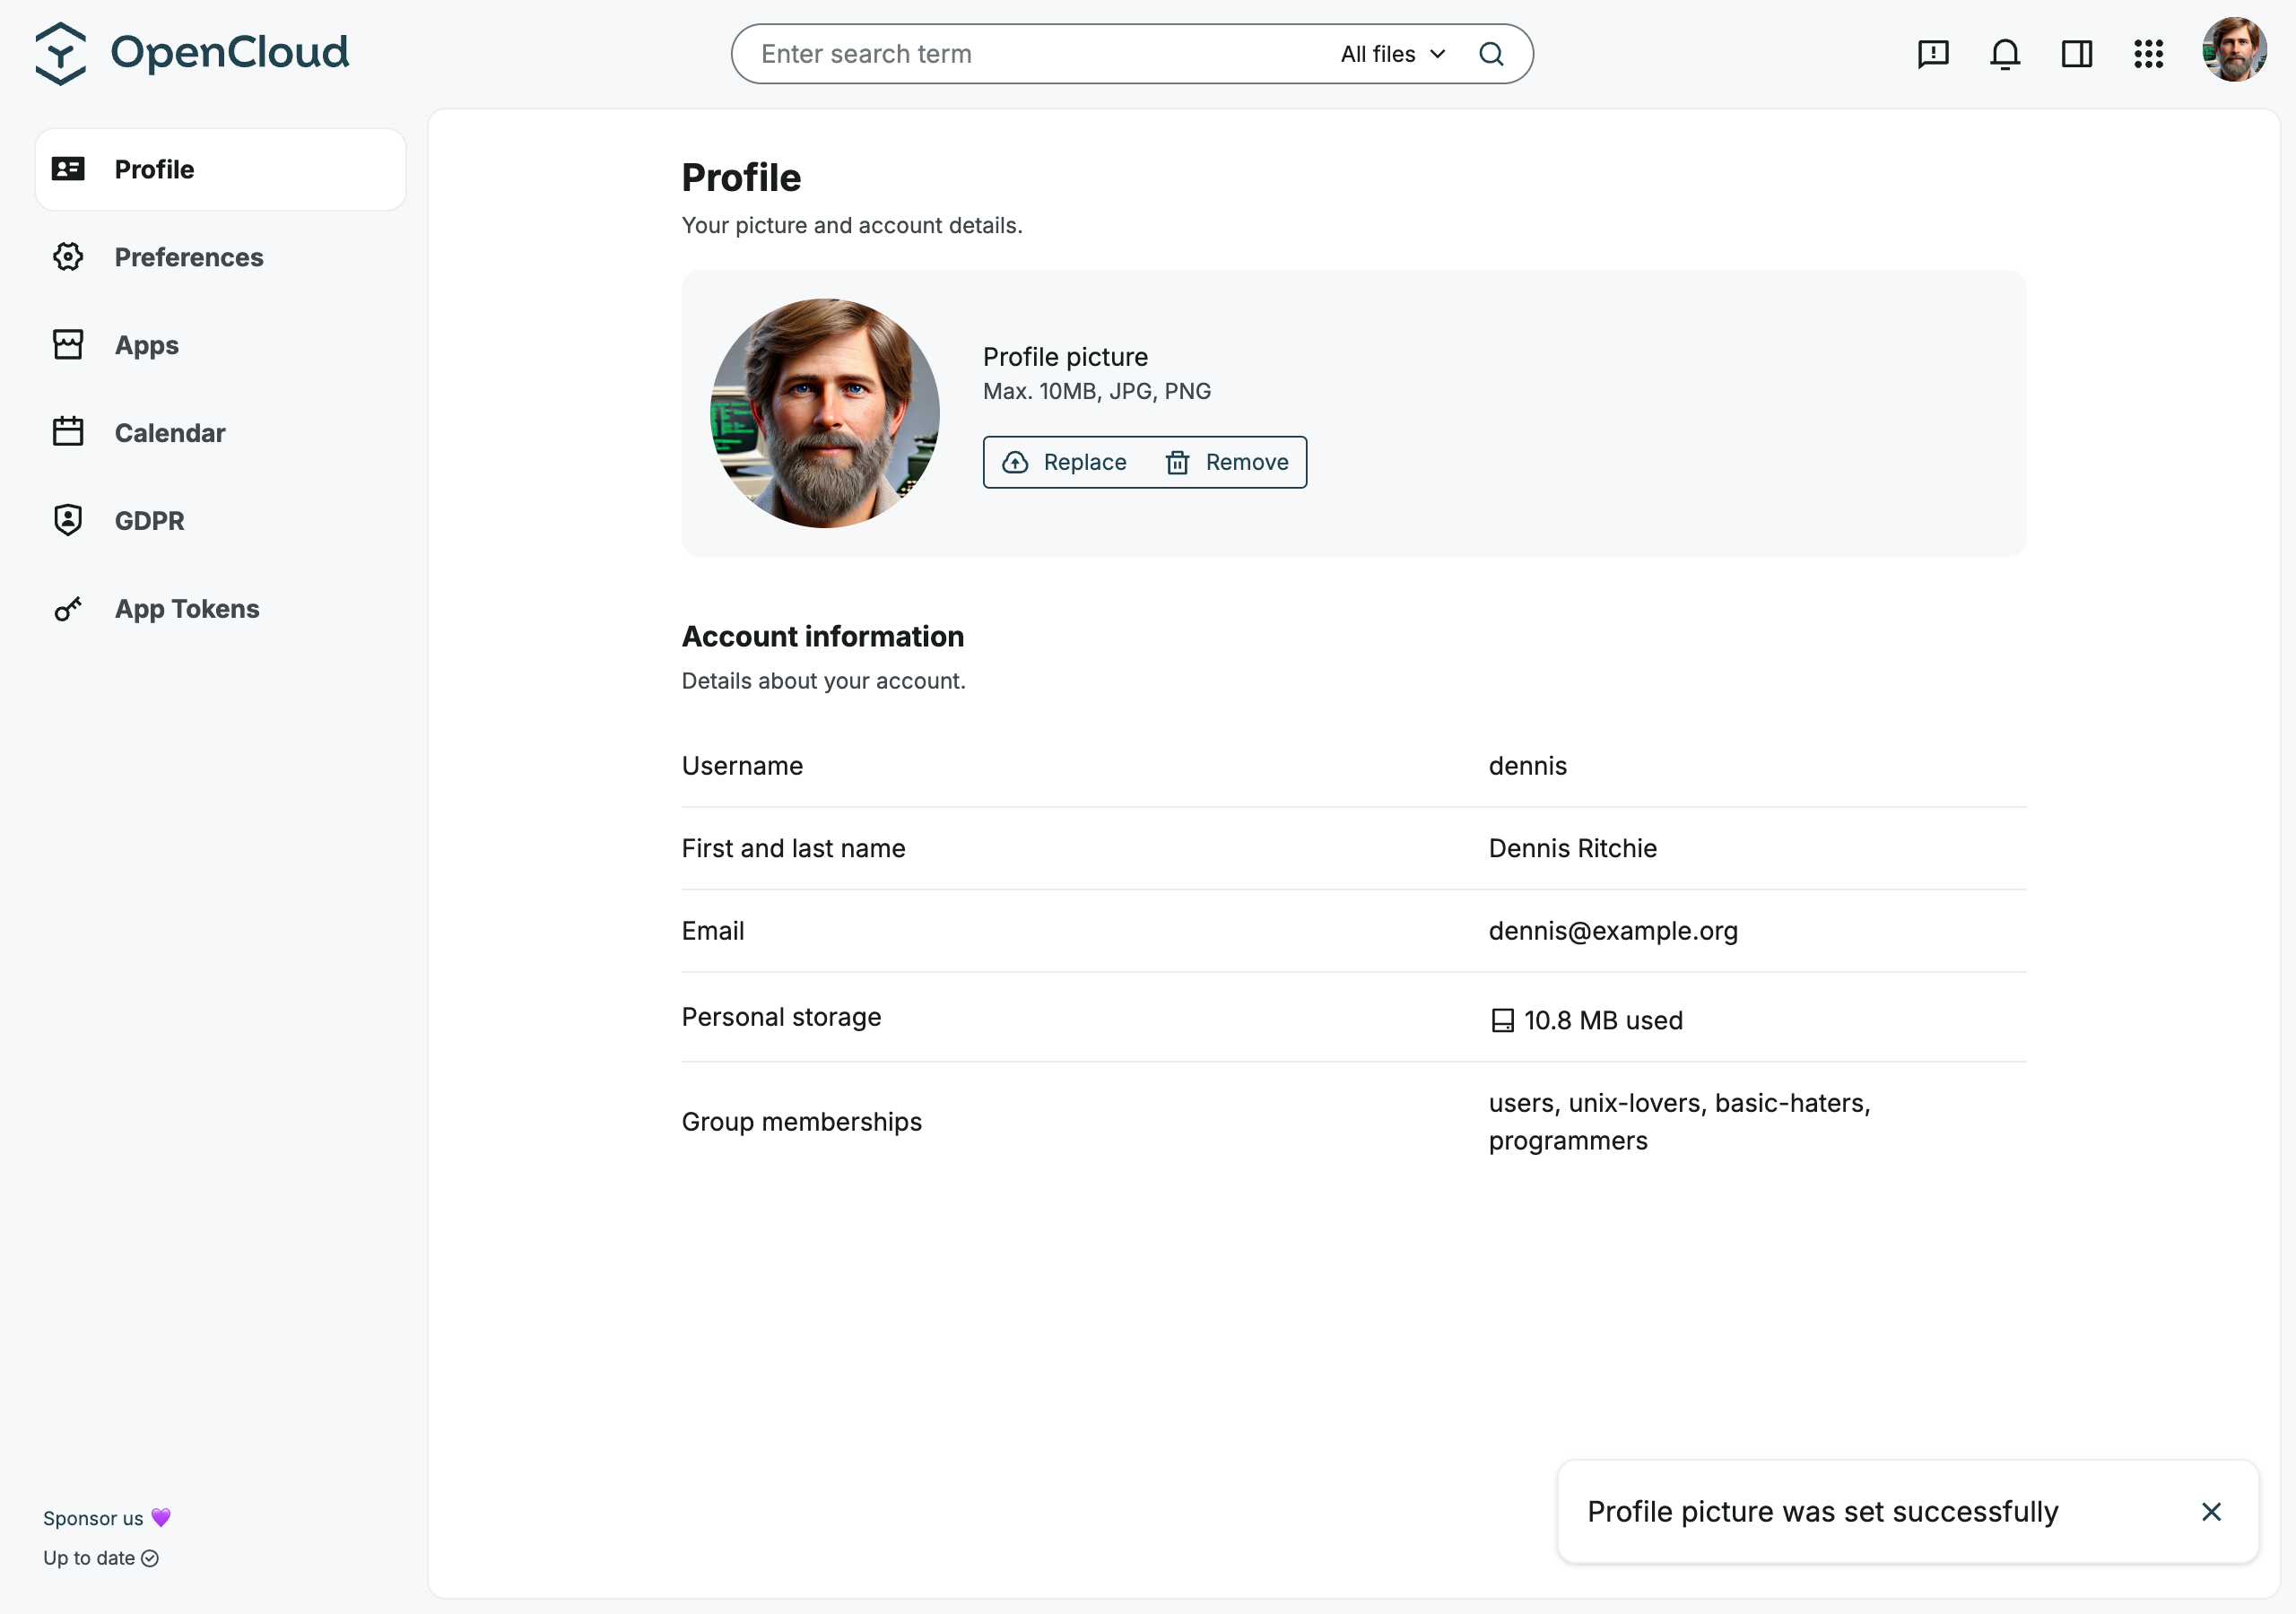 OpenCloud
Enter search term
All files
Profile
Preferences
Apps
Calendar
GDPR
App Tokens
Sponsor us 💜
Up to date
Profile
Your picture and account details.
Profile picture
Max. 10MB, JPG, PNG
Replace
Remove
Account information
Details about your account.
Username
dennis
First and last name
Dennis Ritchie
Email
dennis@example.org
Personal storage
10.8 MB used
Group memberships
users, unix-lovers, basic-haters,
programmers
Profile picture was set successfully